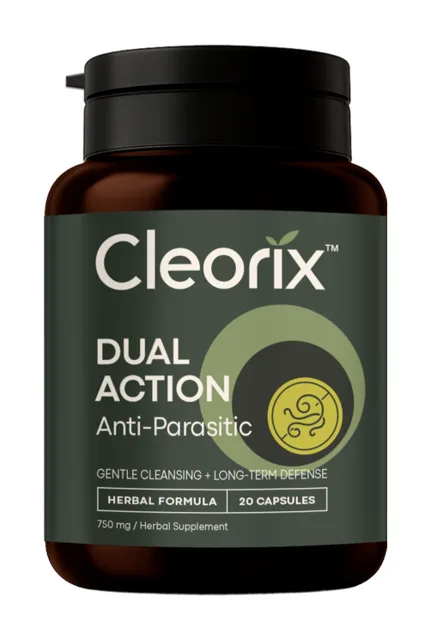 Cleorix™
DUAL
ACTION
Anti-Parasitic
GENTLE CLEANSING + LONG-TERM DEFENSE
HERBAL FORMULA 20 CAPSULES
750 mg / Herbal Supplement